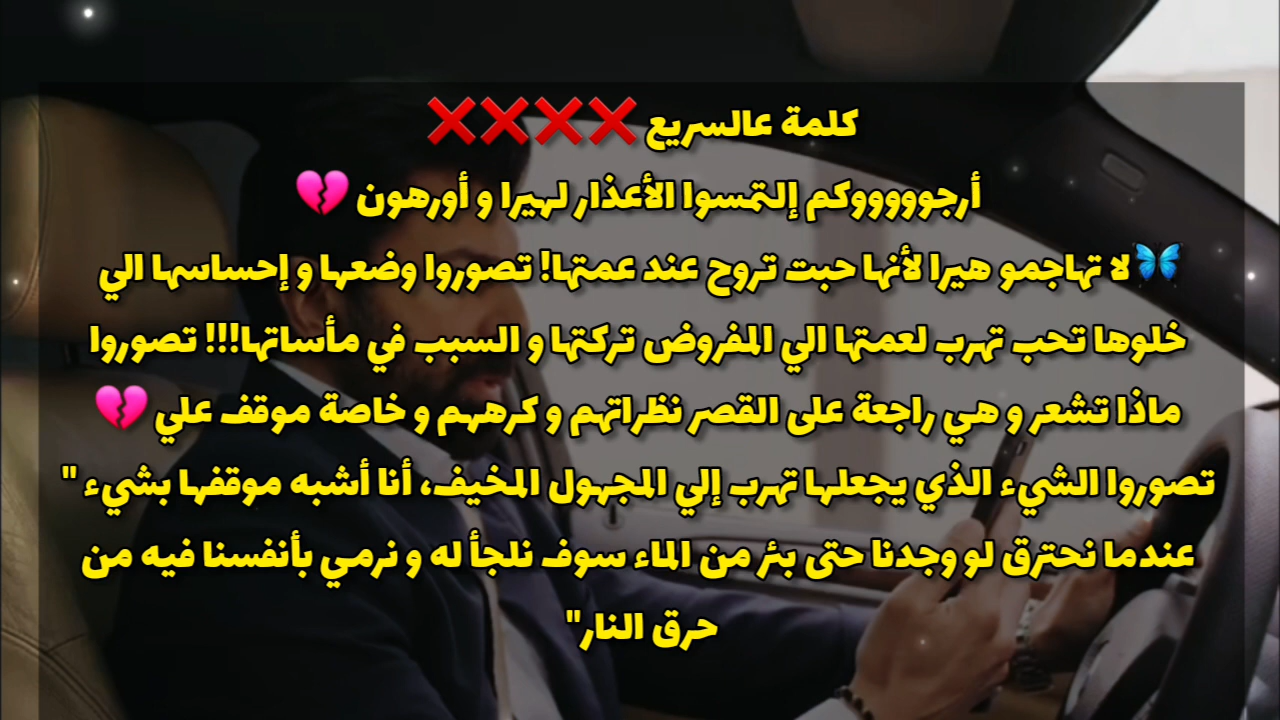 كلمة عالسريع ❌❌❌❌
أرجوووووكم إلتمسوا الأعذار لهيرا و أورهون 💔
🦋 لا تهاجمو هيرا لأنها حبت تروح عند عمتها! تصوروا وضعها و إحساسها الي
خلوها تحب تهرب لعمتها الي المفروض تركتها و السبب في مأساتها!!! تصوروا
ماذا تشعر و هي راجعة على القصر نظراتهم و كرههم و خاصة موقف علي 💔
تصوروا الشيء الذي يجعلها تهرب إلي المجهول المخيف، أنا أشبه موقفها بشيء "
عندما نحترق لو وجدنا حتى بئر من الماء سوف نلجأ له و نرمي بأنفسنا فيه من
حرق النار"